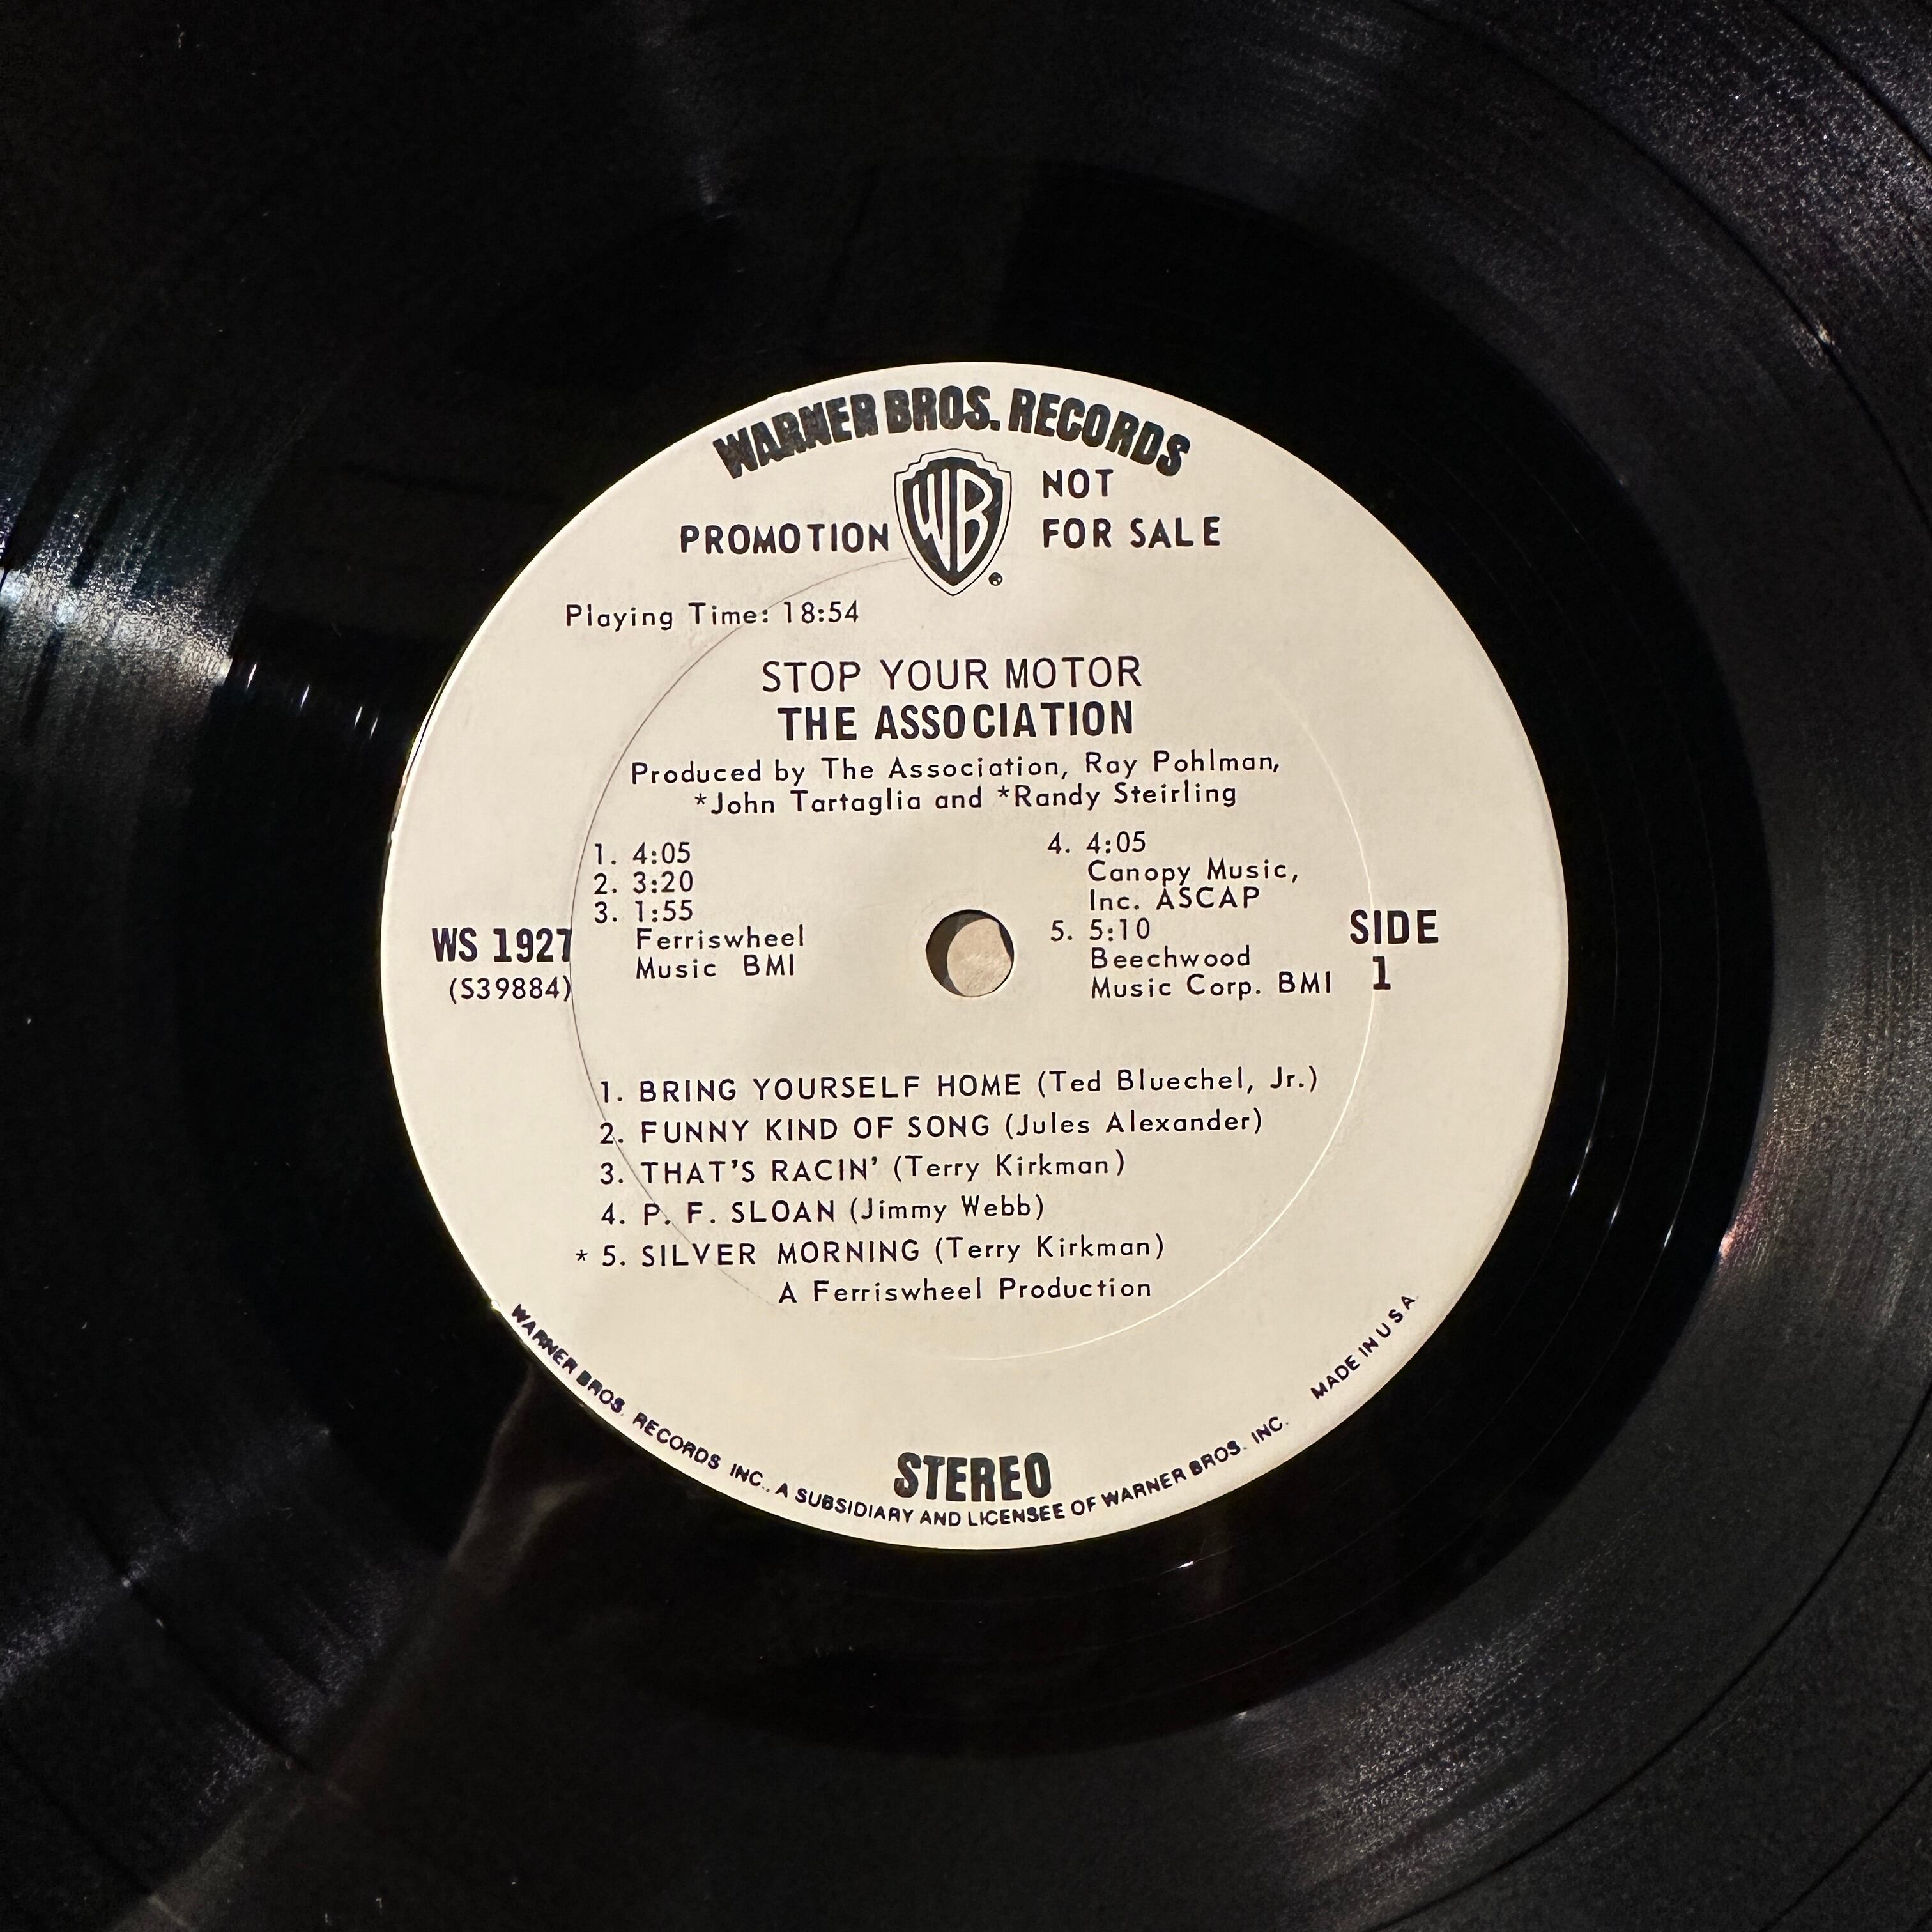 WARNER BROS. RECORDS
WB
PROMOTION
NOT
FOR SALE
Playing Time: 18:54
STOP YOUR MOTOR
THE ASSOCIATION
Produced by The Association, Ray Pohlman,
*John Tartaglia and *Randy Steirling
1. 4:05
2. 3:20
3. 1:55
Ferriswheel
Music BMI
4. 4:05
Canopy Music,
Inc. ASCAP
5. 5:10
Beechwood
Music Corp. BMI
WS 1927
(S39884)
SIDE
1
1. BRING YOURSELF HOME (Ted Bluechel, Jr.)
2. FUNNY KIND OF SONG (Jules Alexander)
3. THAT'S RACIN' (Terry Kirkman)
4. P. F. SLOAN (Jimmy Webb)
* 5. SILVER MORNING (Terry Kirkman)
A Ferriswheel Production
STEREO
WARNER BROS. RECORDS INC., A SUBSIDIARY AND LICENSEE OF WARNER BROS. INC. MADE IN U S A